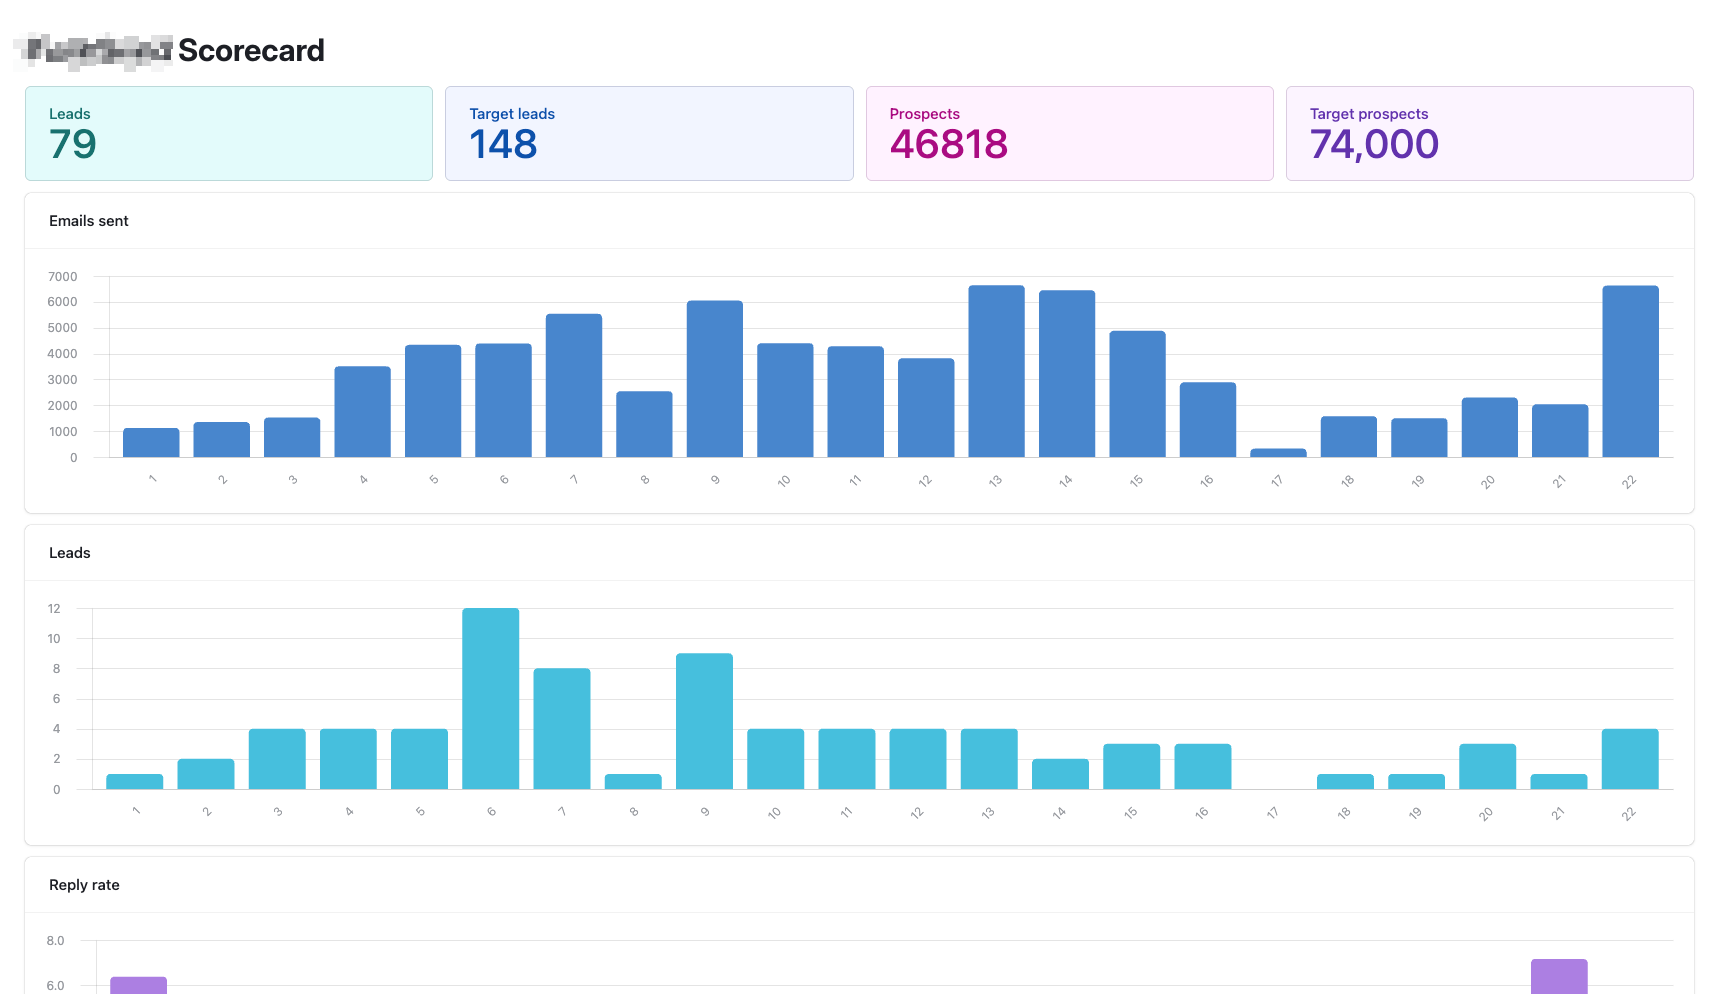 Scorecard
Leads
79
Target leads
148
Prospects
46818
Target prospects
74,000
Emails sent
7000
6000
5000
4000
3000
2000
1000
0
1 2 3 4 5 6 7 8 9 10 11 12 13 14 15 16 17 18 19 20 21 22
Leads
12
10
8
6
4
2
0
1 2 3 4 5 6 7 8 9 10 11 12 13 14 15 16 17 18 19 20 21 22
Reply rate
8.0
6.0